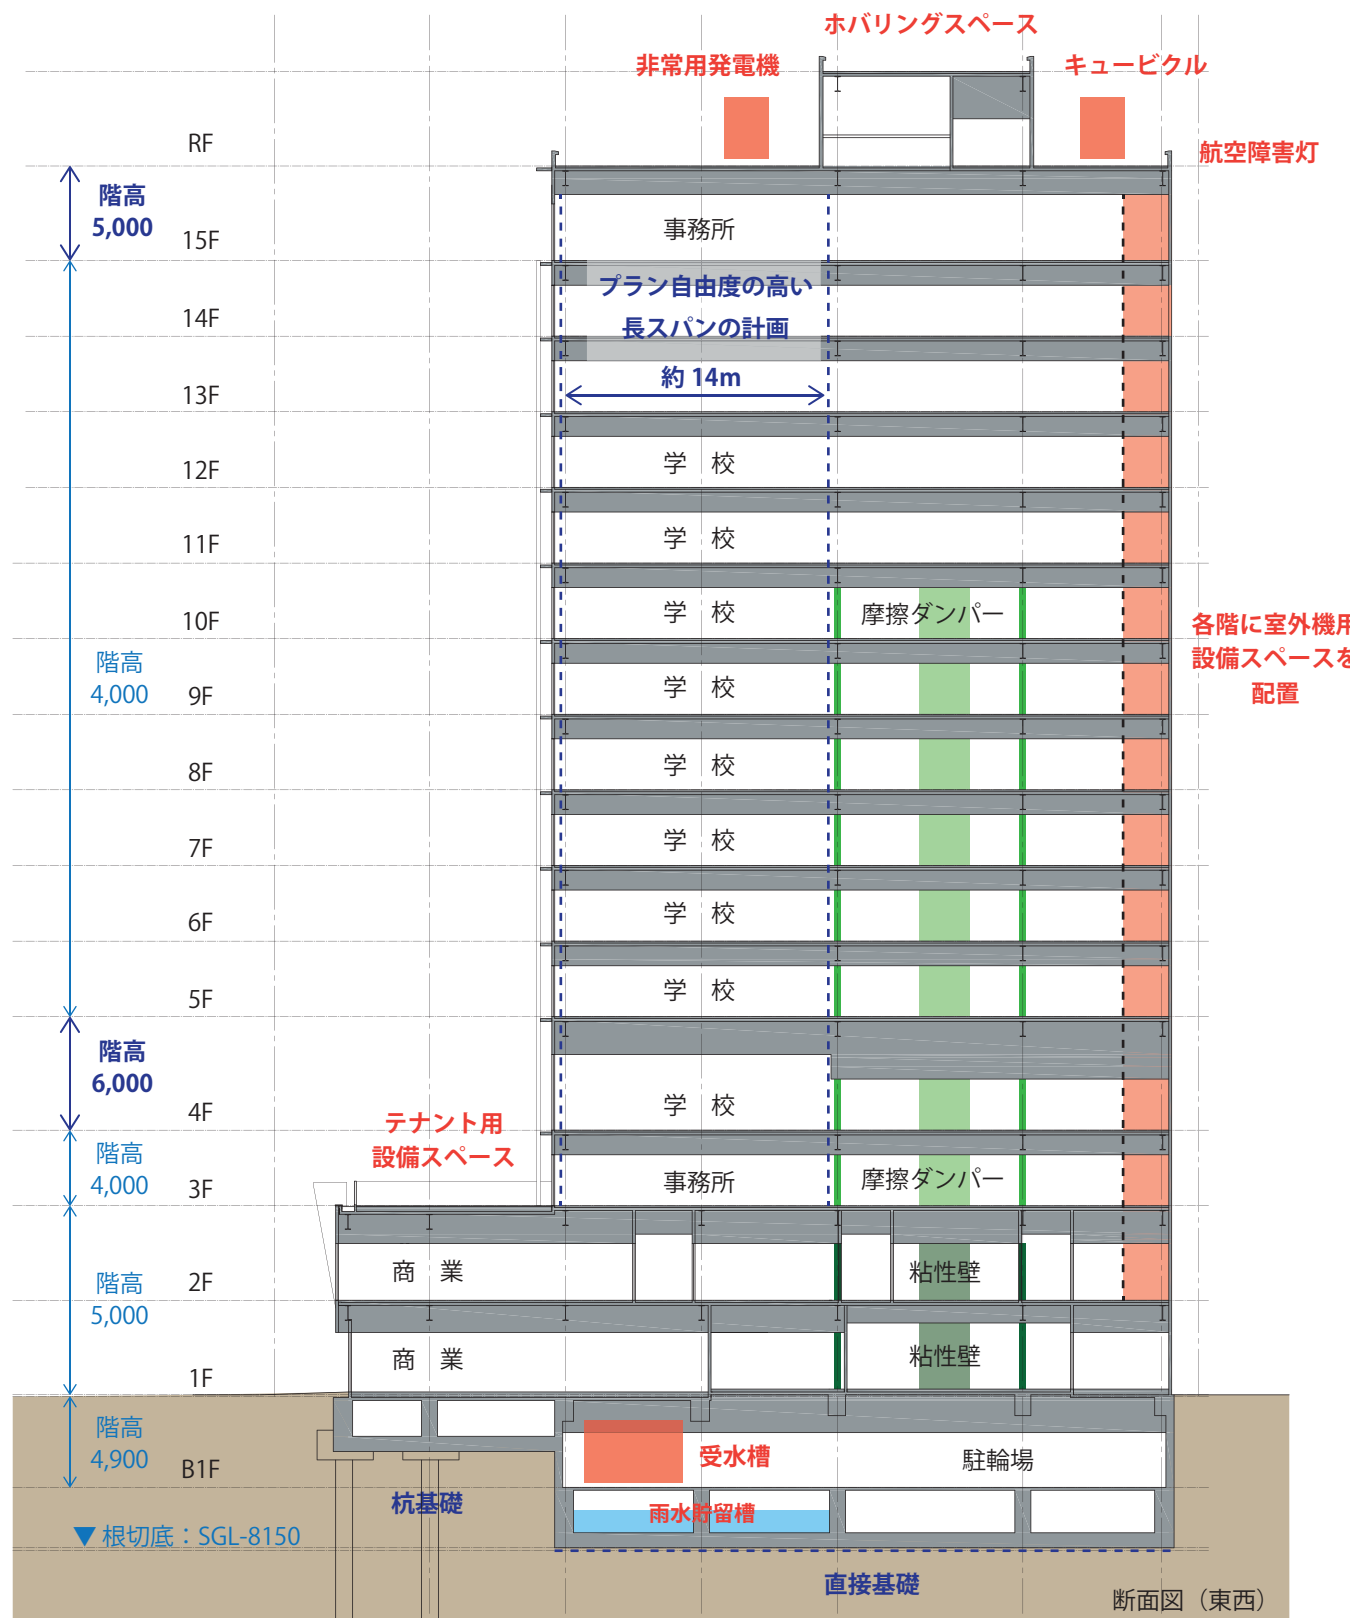 ホバリングスペース
非常用発電機
キュービクル
RF
航空障害灯
階高
5,000
15F
事務所
プラン自由度の高い
長スパンの計画
14F
約 14m
13F
12F
学 校
11F
学 校
10F
学 校
摩擦ダンパー
各階に室外機用
設備スペースを
配置
階高
4,000
9F
学 校
8F
学 校
7F
学 校
6F
学 校
5F
学 校
階高
6,000
4F
学 校
テナント用
設備スペース
階高
4,000
3F
事務所
摩擦ダンパー
階高
5,000
2F
商 業
粘性壁
1F
商 業
粘性壁
階高
4,900
B1F
受水槽
駐輪場
杭基礎
雨水貯留槽
▼ 根切底：SGL-8150
直接基礎
断面図（東西）